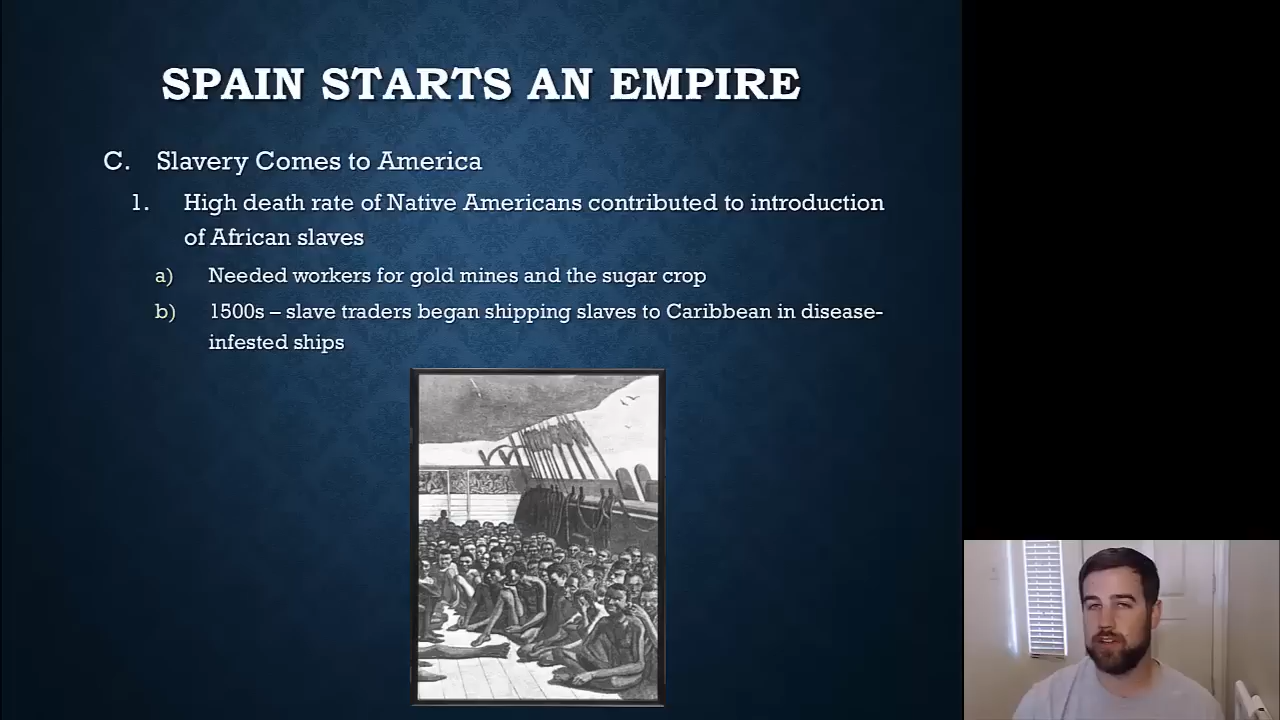 SPAIN STARTS AN EMPIRE
C. Slavery Comes to America
1. High death rate of Native Americans contributed to introduction
of African slaves
a) Needed workers for gold mines and the sugar crop
b) 1500s – slave traders began shipping slaves to Caribbean in disease-
infested ships